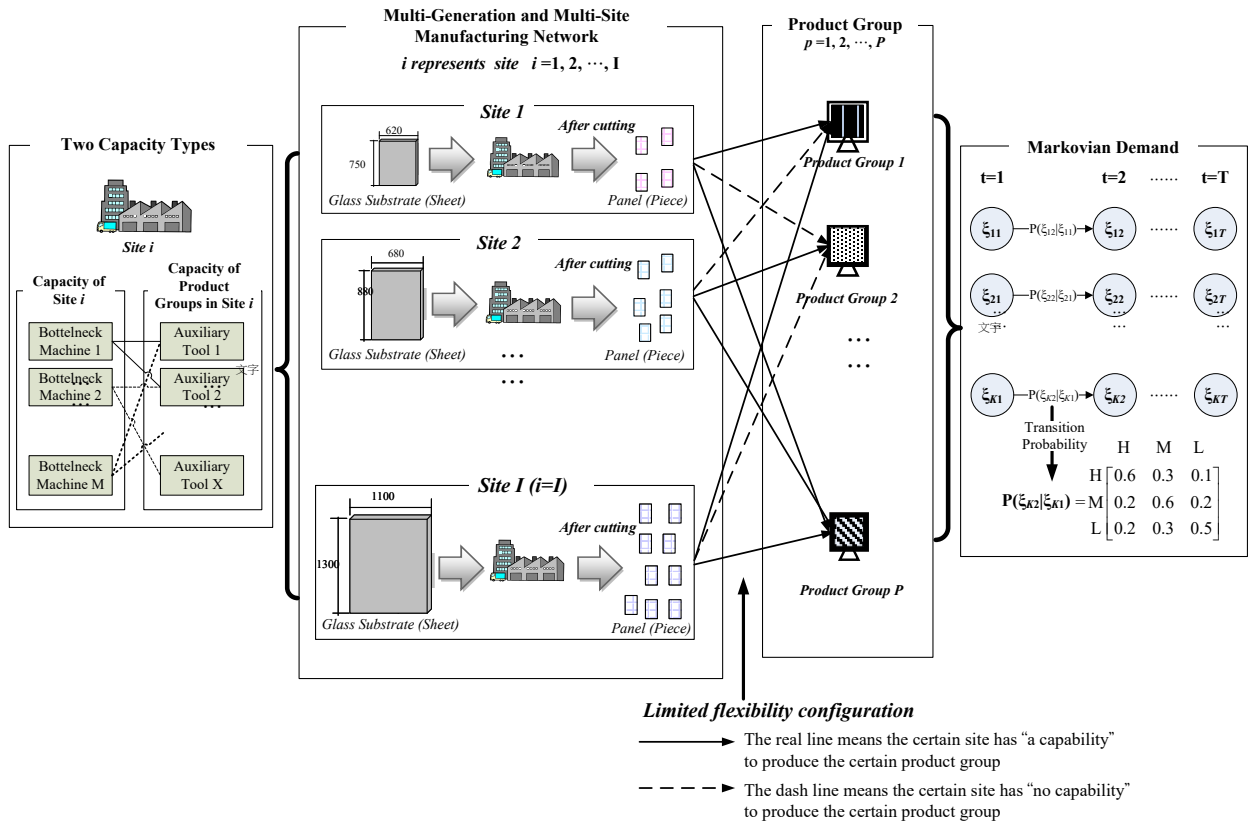 Two Capacity Types
Site i
Capacity of
Site i
Capacity of
Product
Groups in Site i
Bottelneck
Machine 1
Auxiliary
Tool 1
文字
Bottelneck
Machine 2
Auxiliary
Tool 2
...
...
Bottelneck
Machine M
Auxiliary
Tool X
Multi-Generation and Multi-Site
Manufacturing Network
i represents site i =1, 2, ⋯, I
Site 1
620
750
After cutting
Glass Substrate (Sheet)
Panel (Piece)
Site 2
680
880
After cutting
Glass Substrate (Sheet)
Panel (Piece)
...
...
Site I (i=I)
1100
1300
After cutting
Glass Substrate (Sheet)
Panel (Piece)
Product Group
p =1, 2, ⋯, P
Product Group 1
Product Group 2
...
...
Product Group P
Markovian Demand
t=1 t=2 ...... t=T
ξ11 P(ξ12|ξ11) ξ12 ...... ξ1T
ξ21 P(ξ22|ξ21) ξ22 ...... ξ2T
文字
... ... ...
ξK1 P(ξK2|ξK1) ξK2 ...... ξKT
Transition
Probability
H M L
H 0.6 0.3 0.1
P(ξK2|ξK1) = M 0.2 0.6 0.2
L 0.2 0.3 0.5
Limited flexibility configuration
The real line means the certain site has “a capability”
to produce the certain product group
The dash line means the certain site has “no capability”
to produce the certain product group